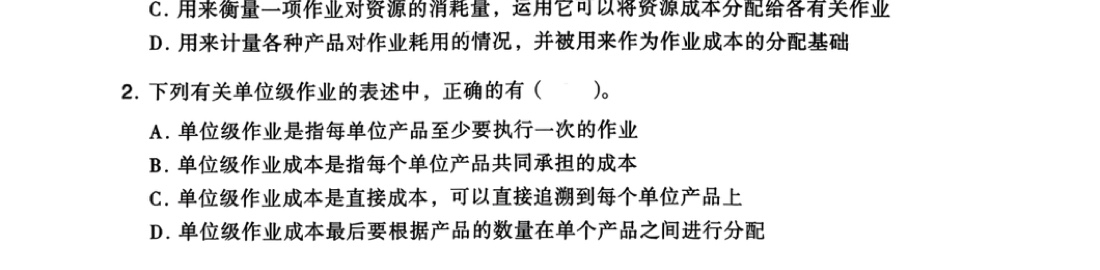 C. 用来衡量一项作业对资源的消耗量，运用它可以将资源成本分配给各有关作业
D. 用来计量各种产品对作业耗用的情况，并被用来作为作业成本的分配基础
2. 下列有关单位级作业的表述中，正确的有（ ）。
A. 单位级作业是指每单位产品至少要执行一次的作业
B. 单位级作业成本是指每个单位产品共同承担的成本
C. 单位级作业成本是直接成本，可以直接追溯到每个单位产品上
D. 单位级作业成本最后要根据产品的数量在单个产品之间进行分配